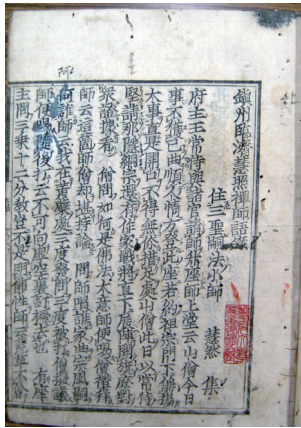 鎮州臨濟慧照禪師語錄
住三聖嗣法小師 慧然 集
府主王常侍與諸官請師陞座師上堂云山僧今日
事不獲已曲順人情方登此座若約祖宗門下稱揚
大事直是開口不得無你措足處山僧此日以常侍
堅請那隱綱宗還有作家戰將直下展陣開旗麼對
衆證據看 僧問如何是佛法大意師便喝僧禮拜
師云這箇師僧却堪持論 問師唱誰家曲宗風嗣
阿
何誰師云我在黃蘗處三度發問三度被打僧擬議
師便喝隨後打云不可向虛空裏釘橛去也 有座
主問三乘十二分教豈不是明佛性師云荒草不曾